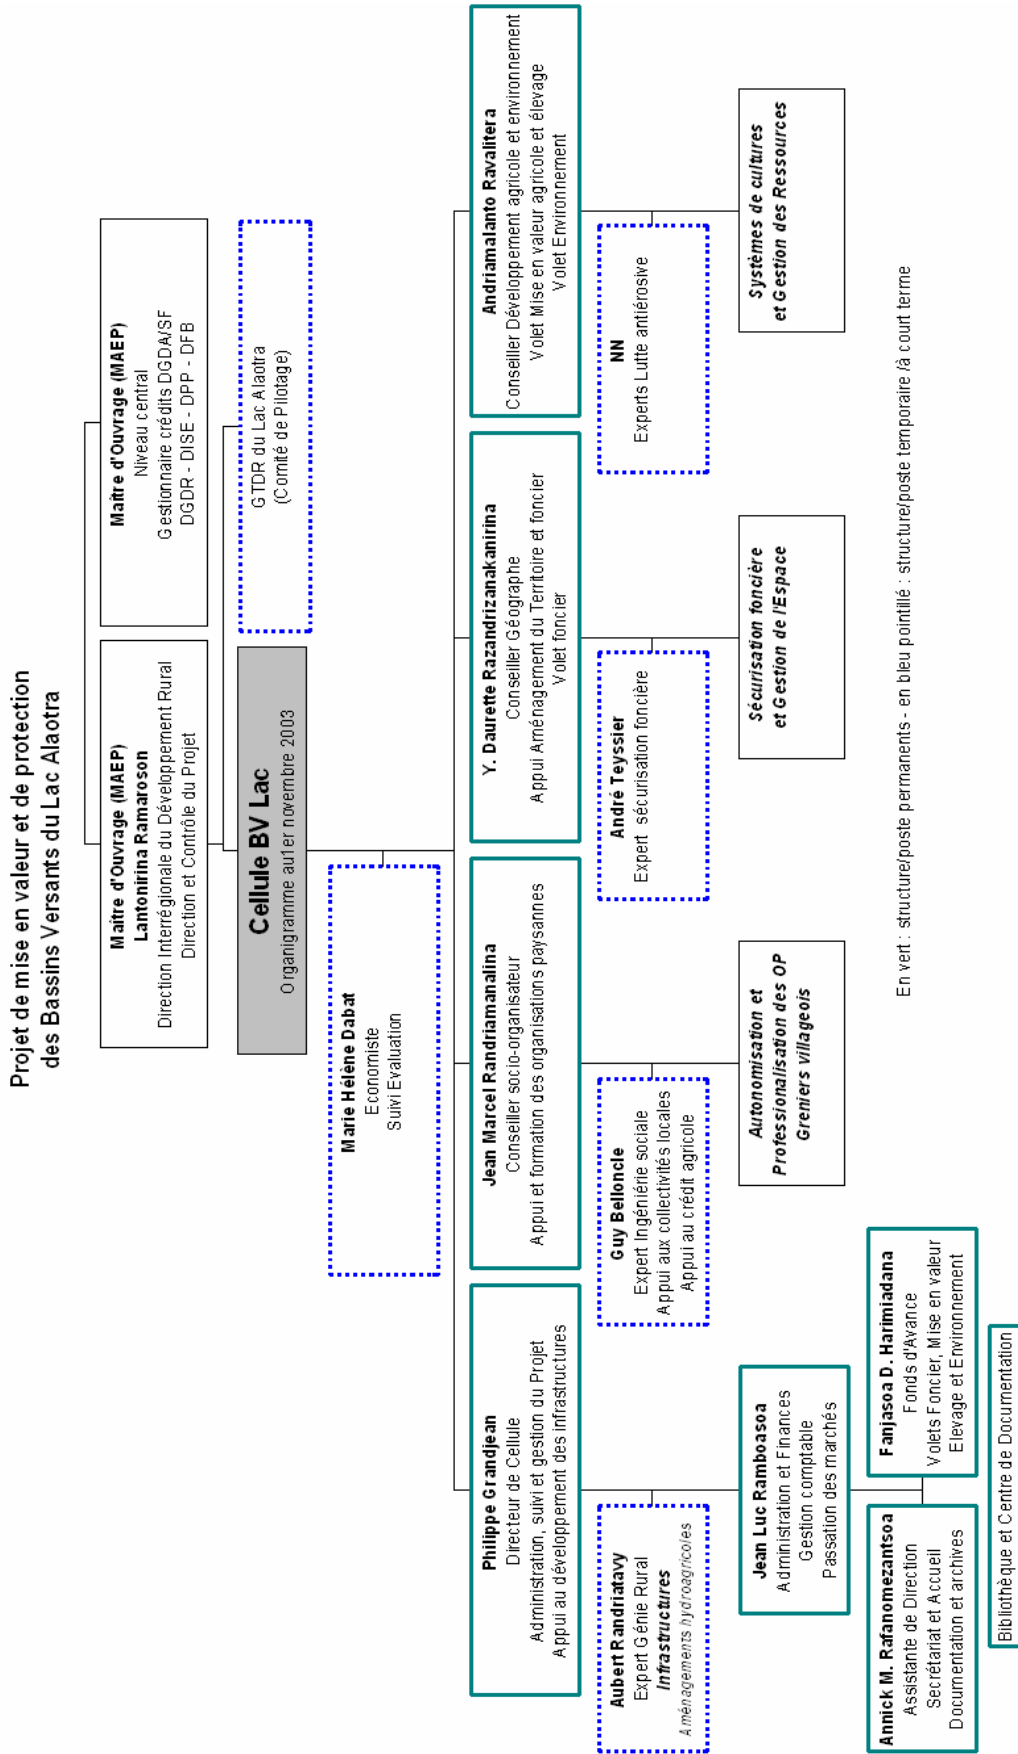 Projet de mise en valeur et de protection
des Bassins Versants du Lac Alaotra
Maître d'Ouvrage (MAEP)
Lantonirina Ramaroson
Direction Interrégionale du Développement Rural
Direction et Contrôle du Projet
Maître d'Ouvrage (MAEP)
Niveau central
Gestionnaire crédits DGDA/SF
DGDR - DISE - DPP - DFB
Cellule BV Lac
Organigramme au1er novembre 2003
GTDR du Lac Alaotra
(Comité de Pilotage)
Marie Hélène Dabat
Economiste
Suivi Evaluation
Philippe Grandjean
Directeur de Cellule
Administration, suivi et gestion du Projet
Appui au développement des infrastructures
Jean Marcel Randriamanalina
Conseiller socio-organisateur
Appui et formation des organisations paysannes
Y. Daurette Razandrizanakanirina
Conseiller Géographe
Appui Aménagement du Territoire et foncier
Volet foncier
Andriamalanto Ravalitera
Conseiller Développement agricole et environnement
Volet Mise en valeur agricole et élevage
Volet Environnement
Aubert Randriatavy
Expert Génie Rural
Infrastructures
Aménagements hydroagricoles
Guy Belloncle
Expert Ingéniérie sociale
Appui aux collectivités locales
Appui au crédit agricole
André Teyssier
Expert sécurisation foncière
NN
Experts Lutte antiérosive
Jean Luc Ramboasoa
Administration et Finances
Gestion comptable
Passation des marchés
Autonomisation et
Professionalisation des OP
Greniers villageois
Sécurisation foncière
et Gestion de l'Espace
Systèmes de cultures
et Gestion des Ressources
Annick M. Rafanomezantsoa
Assistante de Direction
Secrétariat et Accueil
Documentation et archives
Fanjasoa D. Harimiadana
Fonds d'Avance
Volets Foncier, Mise en valeur
Elevage et Environnement
En vert : structure/poste permanents - en bleu pointillé : structure/poste temporaire /à court terme
Bibliothèque et Centre de Documentation